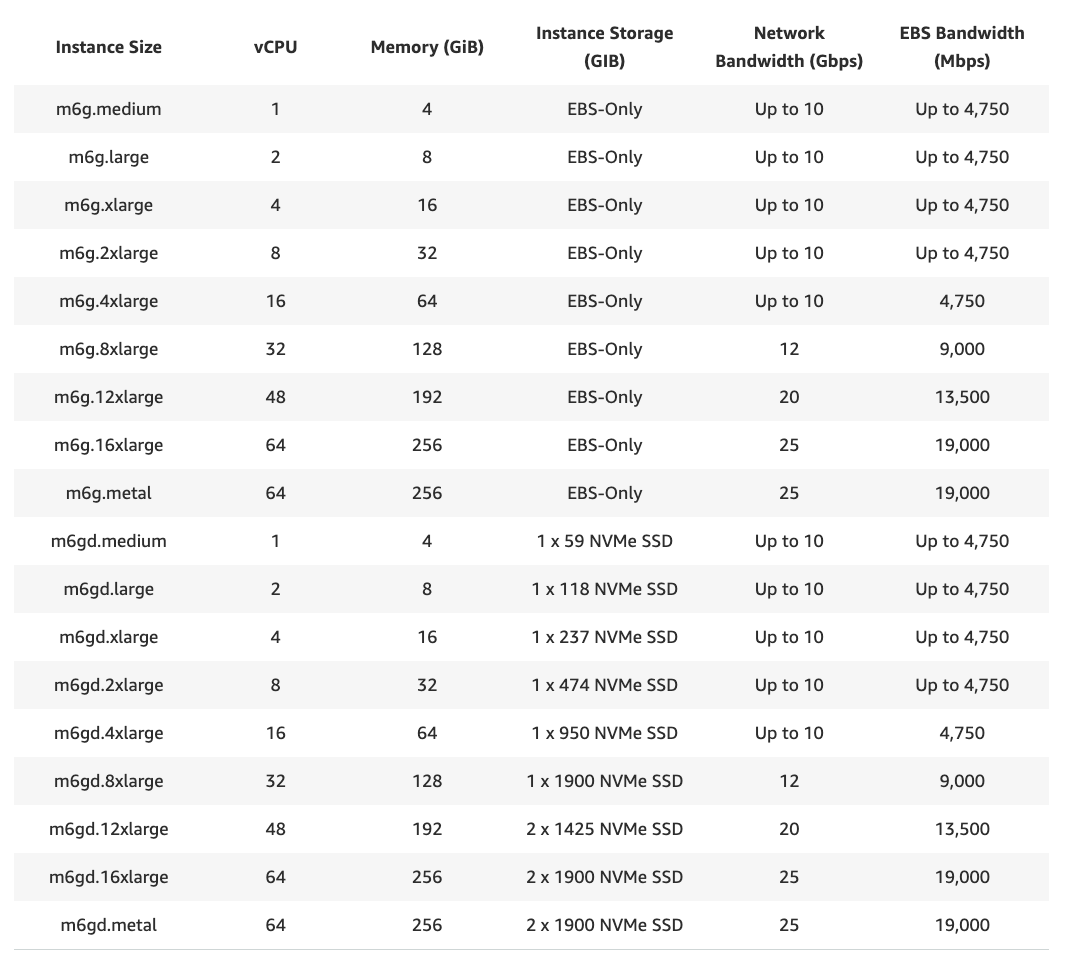 Instance Size vCPU Memory (GiB) Instance Storage (GIB) Network Bandwidth (Gbps) EBS Bandwidth (Mbps)
m6g.medium 1 4 EBS-Only Up to 10 Up to 4,750
m6g.large 2 8 EBS-Only Up to 10 Up to 4,750
m6g.xlarge 4 16 EBS-Only Up to 10 Up to 4,750
m6g.2xlarge 8 32 EBS-Only Up to 10 Up to 4,750
m6g.4xlarge 16 64 EBS-Only Up to 10 4,750
m6g.8xlarge 32 128 EBS-Only 12 9,000
m6g.12xlarge 48 192 EBS-Only 20 13,500
m6g.16xlarge 64 256 EBS-Only 25 19,000
m6g.metal 64 256 EBS-Only 25 19,000
m6gd.medium 1 4 1 x 59 NVMe SSD Up to 10 Up to 4,750
m6gd.large 2 8 1 x 118 NVMe SSD Up to 10 Up to 4,750
m6gd.xlarge 4 16 1 x 237 NVMe SSD Up to 10 Up to 4,750
m6gd.2xlarge 8 32 1 x 474 NVMe SSD Up to 10 Up to 4,750
m6gd.4xlarge 16 64 1 x 950 NVMe SSD Up to 10 4,750
m6gd.8xlarge 32 128 1 x 1900 NVMe SSD 12 9,000
m6gd.12xlarge 48 192 2 x 1425 NVMe SSD 20 13,500
m6gd.16xlarge 64 256 2 x 1900 NVMe SSD 25 19,000
m6gd.metal 64 256 2 x 1900 NVMe SSD 25 19,000